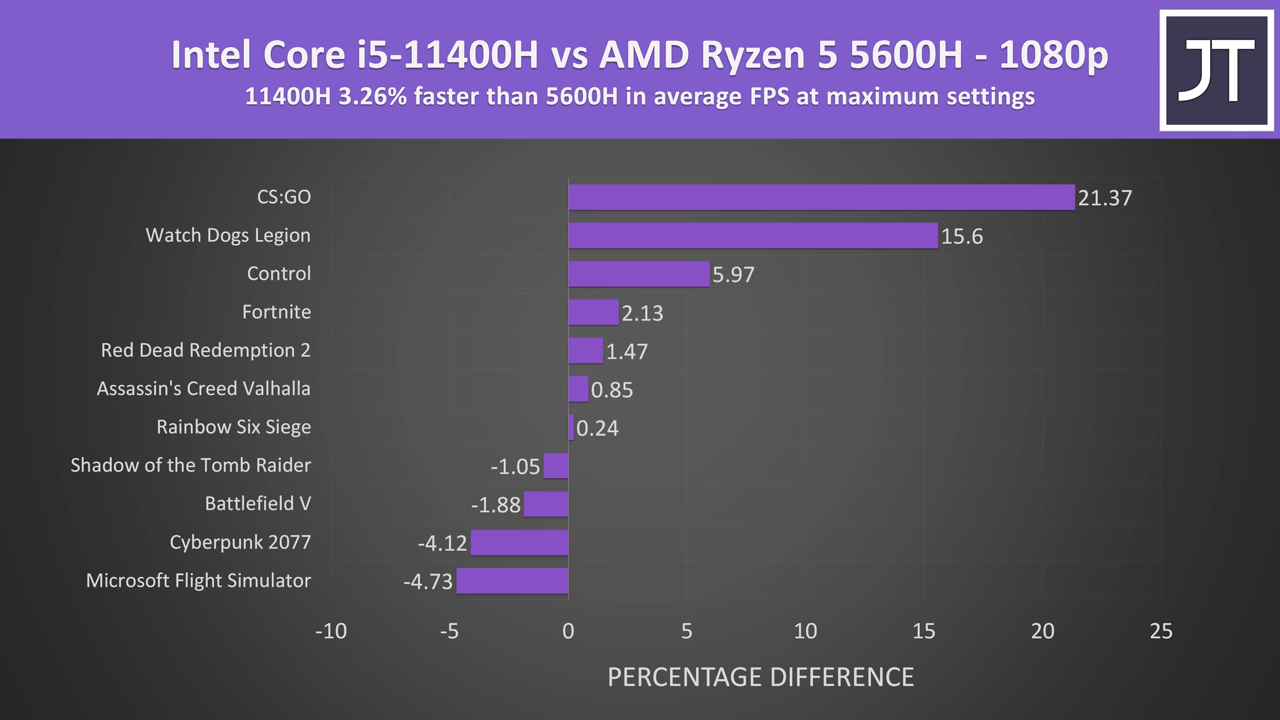 Intel Core i5-11400H vs AMD Ryzen 5 5600H - 1080p
11400H 3.26% faster than 5600H in average FPS at maximum settings
JT
CS:GO 21.37
Watch Dogs Legion 15.6
Control 5.97
Fortnite 2.13
Red Dead Redemption 2 1.47
Assassin's Creed Valhalla 0.85
Rainbow Six Siege 0.24
Shadow of the Tomb Raider -1.05
Battlefield V -1.88
Cyberpunk 2077 -4.12
Microsoft Flight Simulator -4.73
-10 -5 0 5 10 15 20 25
PERCENTAGE DIFFERENCE